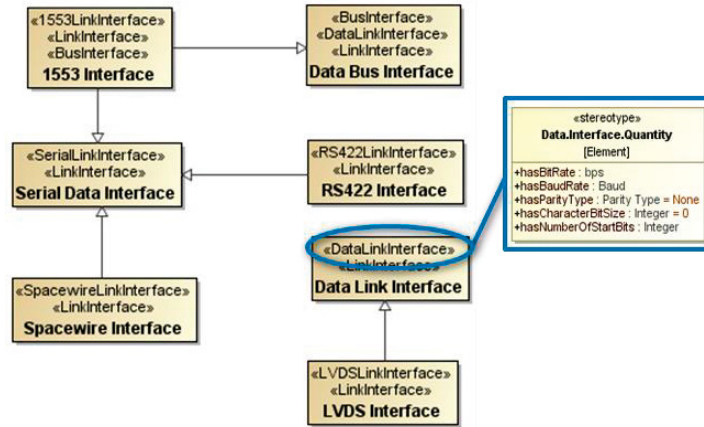 «1553LinkInterface»
«LinkInterface»
«BusInterface»
1553 Interface
«BusInterface»
«DataLinkInterface»
«LinkInterface»
Data Bus Interface
«SerialLinkInterface»
«LinkInterface»
Serial Data Interface
«RS422LinkInterface»
«LinkInterface»
RS422 Interface
«stereotype»
Data.Interface.Quantity
[Element]
+hasBitRate : bps
+hasBaudRate : Baud
+hasParityType : Parity Type = None
+hasCharacterBitSize : Integer = 0
+hasNumberOfStartBits : Integer
«DataLinkInterface»
«LinkInterface»
Data Link Interface
«SpacewireLinkInterface»
«LinkInterface»
Spacewire Interface
«LVDSLinkInterface»
«LinkInterface»
LVDS Interface